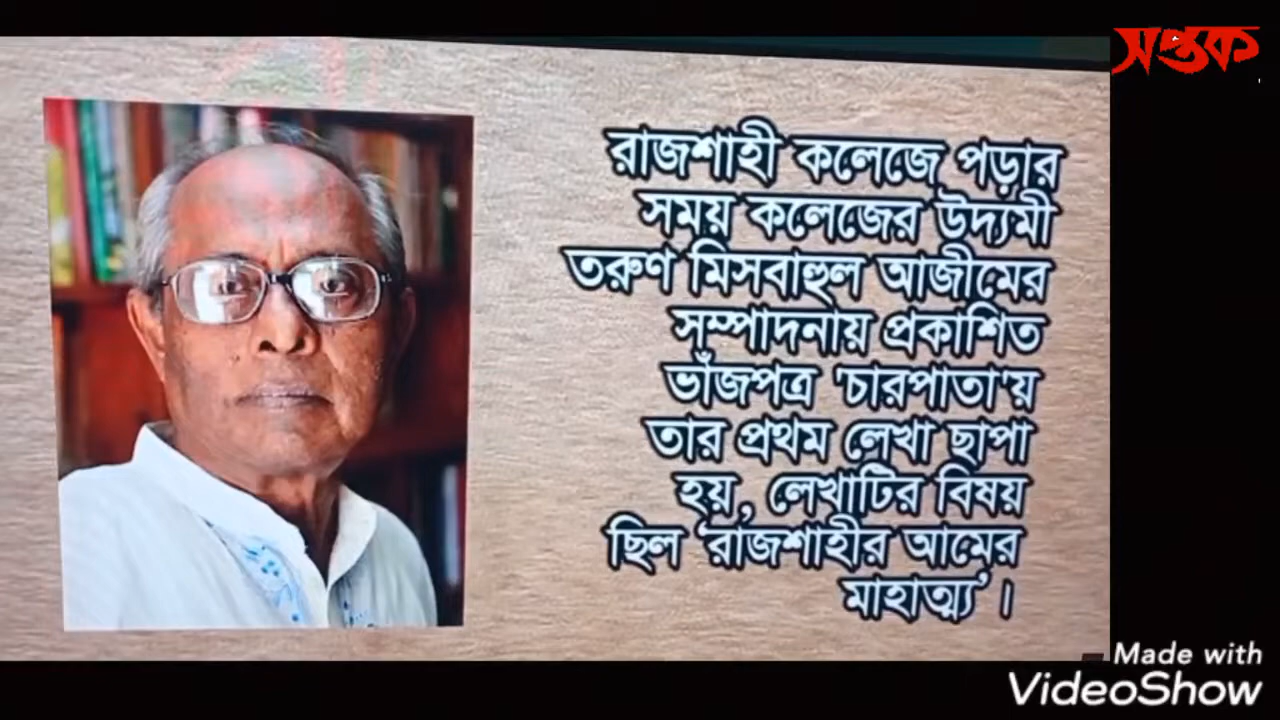 সপ্তক
রাজশাহী কলেজে পড়ার
সময় কলেজের উদ্যমী
তরুণ মিসবাহুল আজীমের
সম্পাদনায় প্রকাশিত
ভাঁজপত্র 'চারপাতা'য়
তার প্রথম লেখা ছাপা
হয়, লেখাটির বিষয়
ছিল ‘রাজশাহীর আমের
মাহাত্ম্য’ ।
Made with
VideoShow